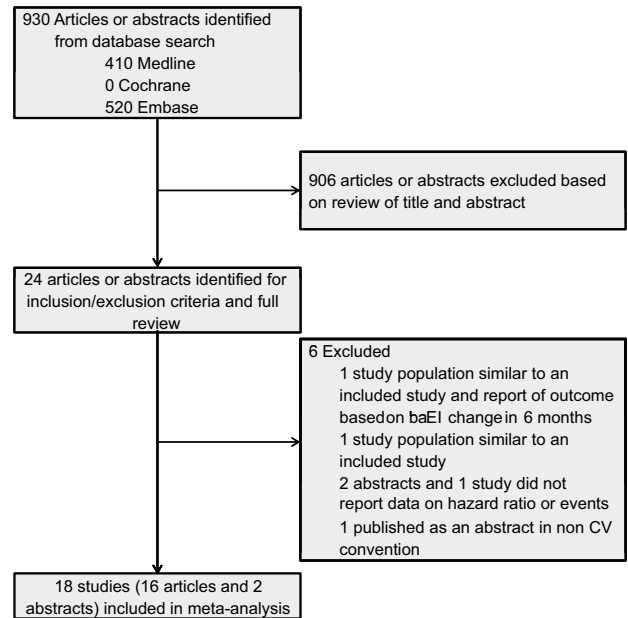 930 Articles or abstracts identified
from database search
410 Medline
0 Cochrane
520 Embase
906 articles or abstracts excluded based
on review of title and abstract
24 articles or abstracts identified for
inclusion/exclusion criteria and full
review
6 Excluded
1 study population similar to an
included study and report of outcome
based on baEI change in 6 months
1 study population similar to an
included study
2 abstracts and 1 study did not
report data on hazard ratio or events
1 published as an abstract in non CV
convention
18 studies (16 articles and 2
abstracts) included in meta-analysis